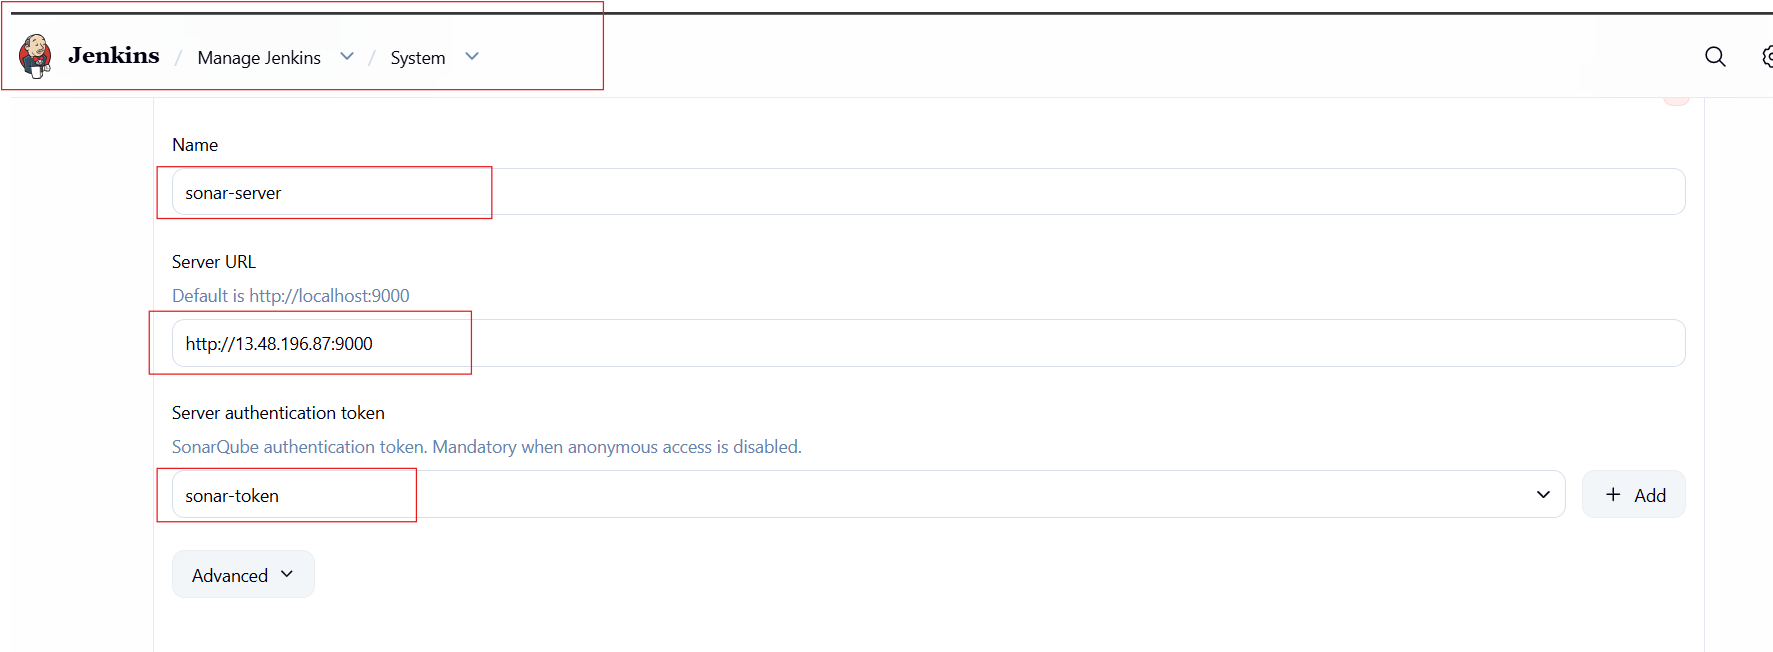 Jenkins / Manage Jenkins / System
Name
sonar-server
Server URL
Default is http://localhost:9000
http://13.48.196.87:9000
Server authentication token
SonarQube authentication token. Mandatory when anonymous access is disabled.
sonar-token
+ Add
Advanced